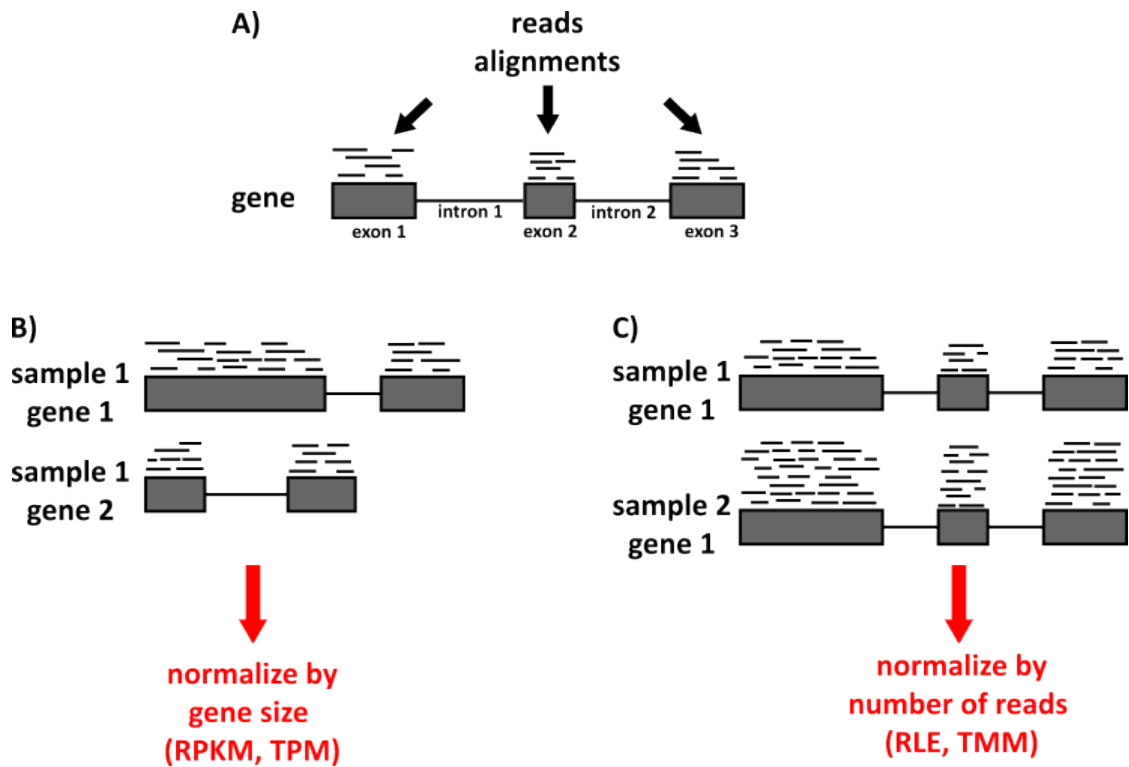 A)
reads
alignments
gene
intron 1
intron 2
exon 1
exon 2
exon 3
B)
sample 1
gene 1
sample 1
gene 2
normalize by
gene size
(RPKM, TPM)
C)
sample 1
gene 1
sample 2
gene 1
normalize by
number of reads
(RLE, TMM)